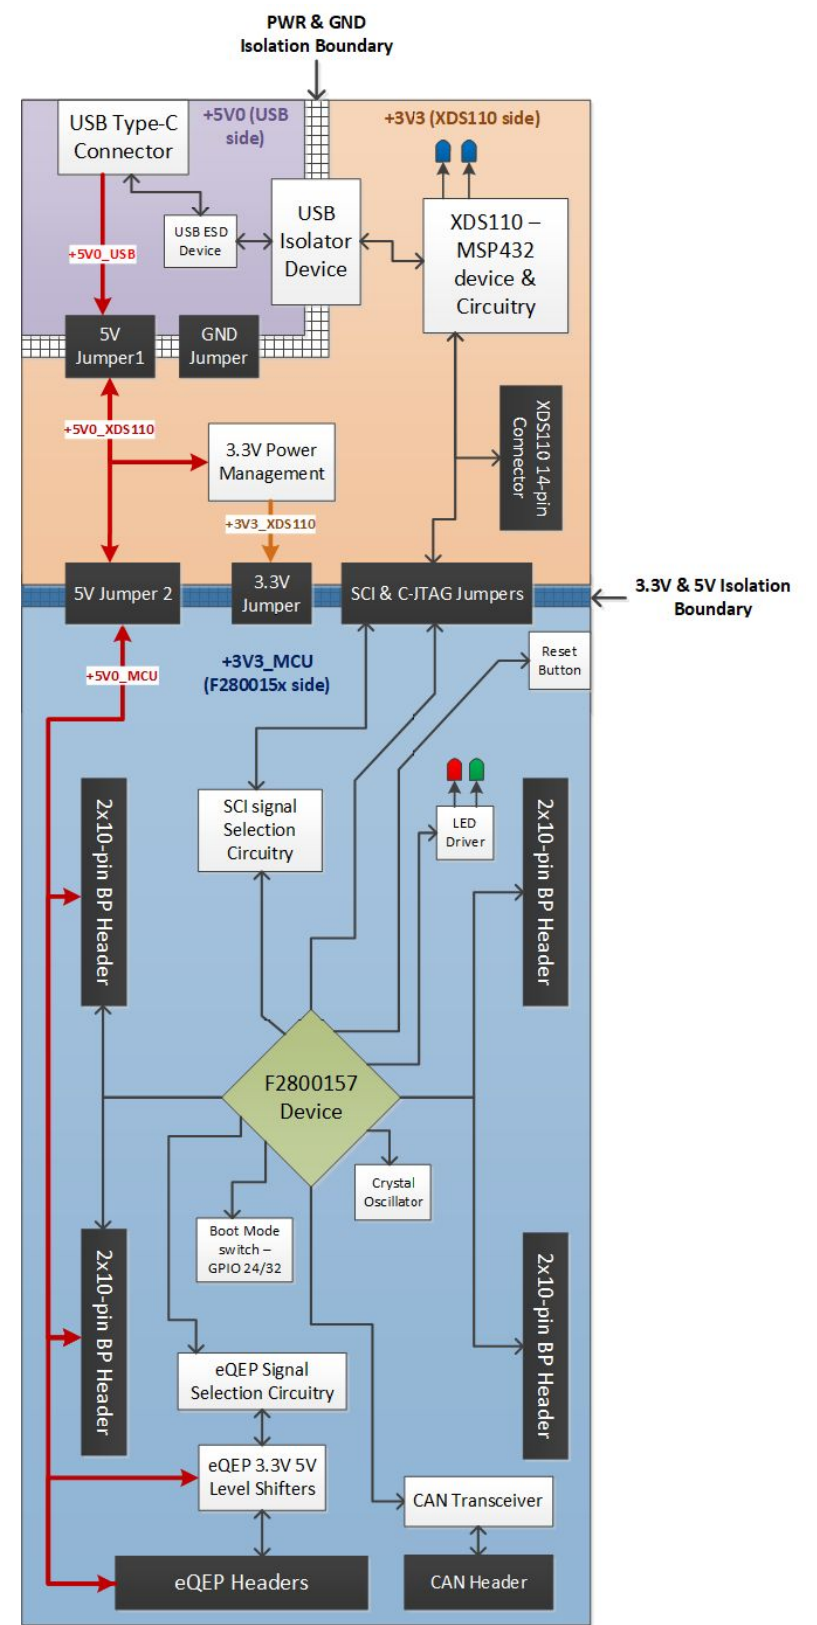 PWR & GND
Isolation Boundary
USB Type-C
Connector
+5V0 (USB
side)
+3V3 (XDS110 side)
USB ESD
Device
USB
Isolator
Device
XDS110 –
MSP432
device &
Circuitry
+5V0_USB
5V
Jumper1
GND
Jumper
+5V0_XDS110
3.3V Power
Management
XDS110 14-pin
Connector
+3V3_XDS110
5V Jumper 2
3.3V
Jumper
SCI & C-JTAG Jumpers
3.3V & 5V Isolation
Boundary
+5V0_MCU
+3V3_MCU
(F280015x side)
Reset
Button
2x10-pin BP Header
SCI signal
Selection
Circuitry
LED
Driver
2x10-pin BP Header
F2800157
Device
Crystal
Oscillator
Boot Mode
switch –
GPIO 24/32
2x10-pin BP Header
2x10-pin BP Header
eQEP Signal
Selection Circuitry
eQEP 3.3V 5V
Level Shifters
CAN Transceiver
eQEP Headers
CAN Header